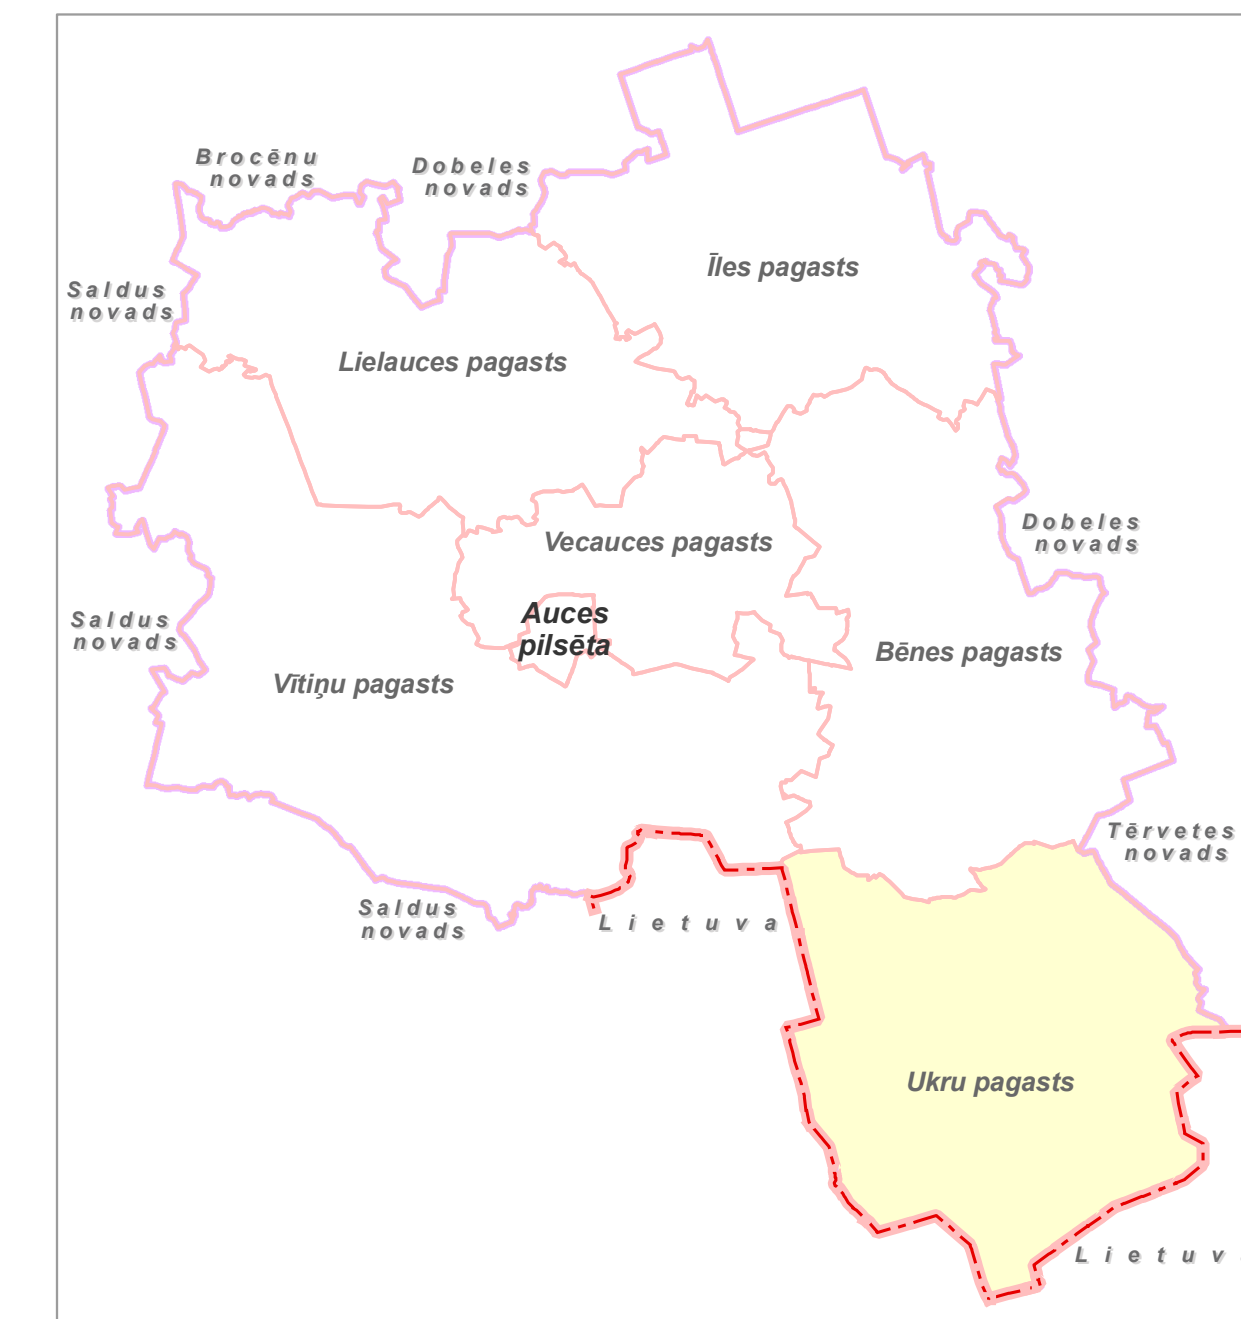 Brocēnu
novads
Dobeles
novads
Īles pagasts
Saldus
novads
Lielauces pagasts
Dobeles
novads
Vecauces pagasts
Auces
pilsēta
Saldus
novads
Bēnes pagasts
Vītiņu pagasts
Tērvetes
novads
Saldus
novads
Lietuva
Ukru pagasts
Lietuv